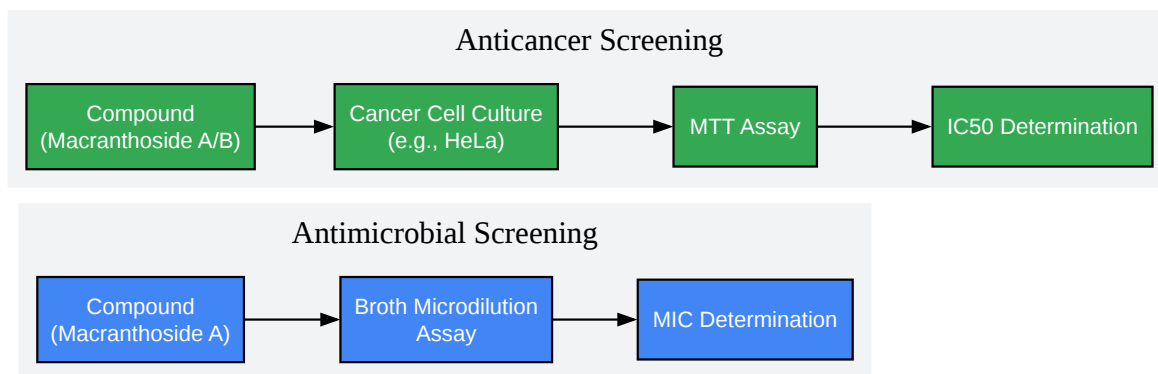 Anticancer Screening
Compound
(Macranthoside A/B)
Cancer Cell Culture
(e.g., HeLa)
MTT Assay
IC50 Determination
Antimicrobial Screening
Compound
(Macranthoside A)
Broth Microdilution
Assay
MIC Determination